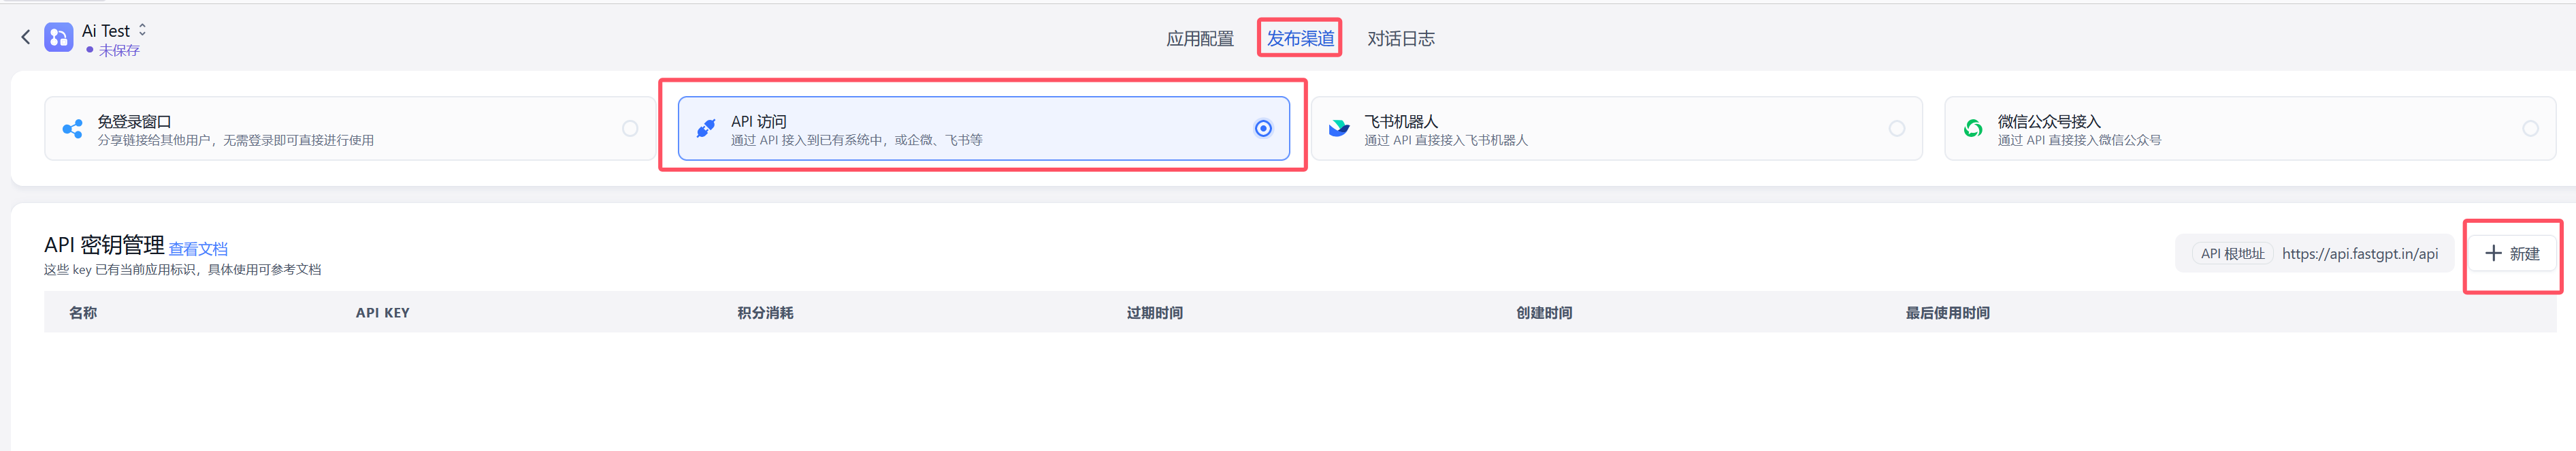 Ai Test
未保存
应用配置
发布渠道
对话日志
免登录窗口
分享链接给其他用户，无需登录即可直接进行使用
API 访问
通过 API 接入到已有系统中，或企微、飞书等
飞书机器人
通过 API 直接接入飞书机器人
微信公众号接入
通过 API 直接接入微信公众号
API 密钥管理 查看文档
这些 key 已有当前应用标识，具体使用可参考文档
API 根地址 https://api.fastgpt.in/api
新建
名称 API KEY 积分消耗 过期时间 创建时间 最后使用时间